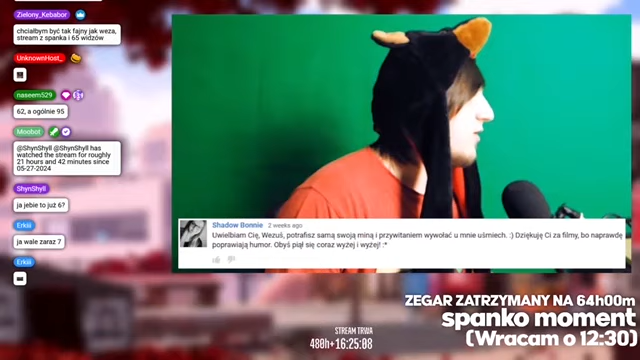 Zielony_Kebabor
chciałbym być tak fajny jak weza,
stream z spanka i 65 widzów
UnknownHost_
naseem529
62, a ogólnie 95
Moobot
@ShynShyll @ShynShyll has
watched the stream for roughly
21 hours and 42 minutes since
05-27-2024
ShynShyll
ja jebie to już 6?
Erkiii
ja wale zaraz 7
Erkiii
Shadow Bonnie 2 weeks ago
Uwielbiam Cię, Wezuś, potrafisz samą swoją miną i przywitaniem wywołać u mnie uśmiech. :) Dziękuję Ci za filmy, bo naprawdę
poprawiają humor. Obyś piął się coraz wyżej i wyżej! :*
ZEGAR ZATRZYMANY NA 64h00m
spanko moment
(Wracam o 12:30)
STREAM TRWA
480h+16:25:08